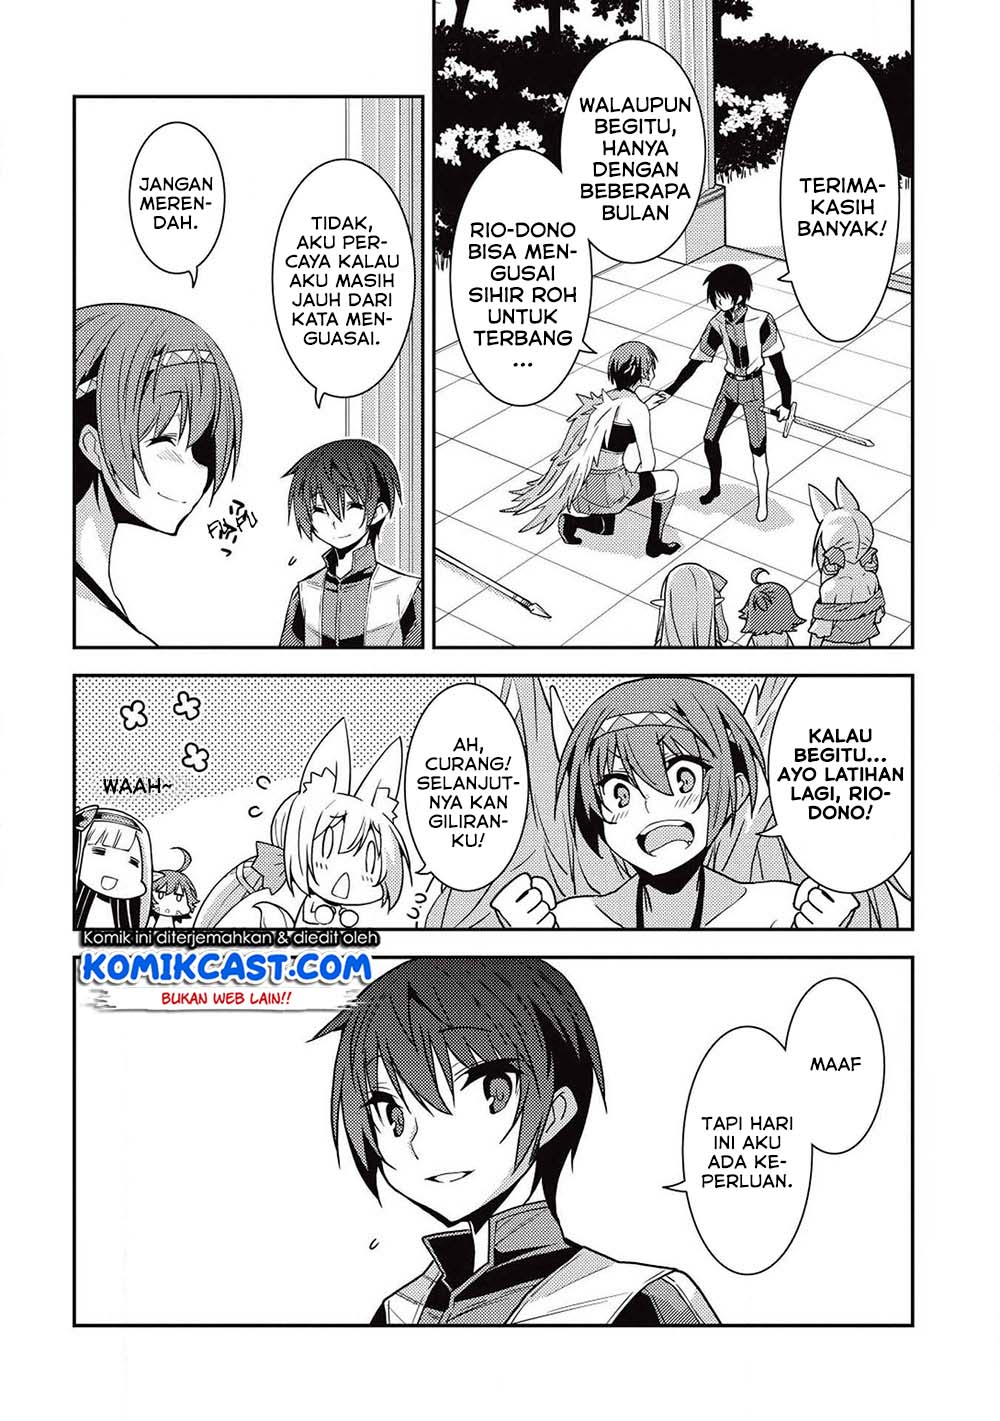 TERIMA-
KASIH
BANYAK!
WALAUPUN
BEGITU,
HANYA
DENGAN
BEBERAPA
BULAN
RIO-DONO
BISA MEN-
GUSAI
SIHIR ROH
UNTUK
TERBANG
...
TIDAK,
AKU PER-
CAYA KALAU
AKU MASIH
JAUH DARI
KATA MEN-
GUASAI.
JANGAN
MEREN-
DAH.
KALAU
BEGITU...
AYO LATIHAN
LAGI, RIO-
DONO!
AH,
CURANG!
SELANJUT-
NYA KAN
GILIRAN-
KU!
WAAH~
Komik ini diterjemahkan & diedit oleh
KOMIKCAST.COM
BUKAN WEB LAIN!!
MAAF
TAPI HARI
INI AKU
ADA KE-
PERLUAN.